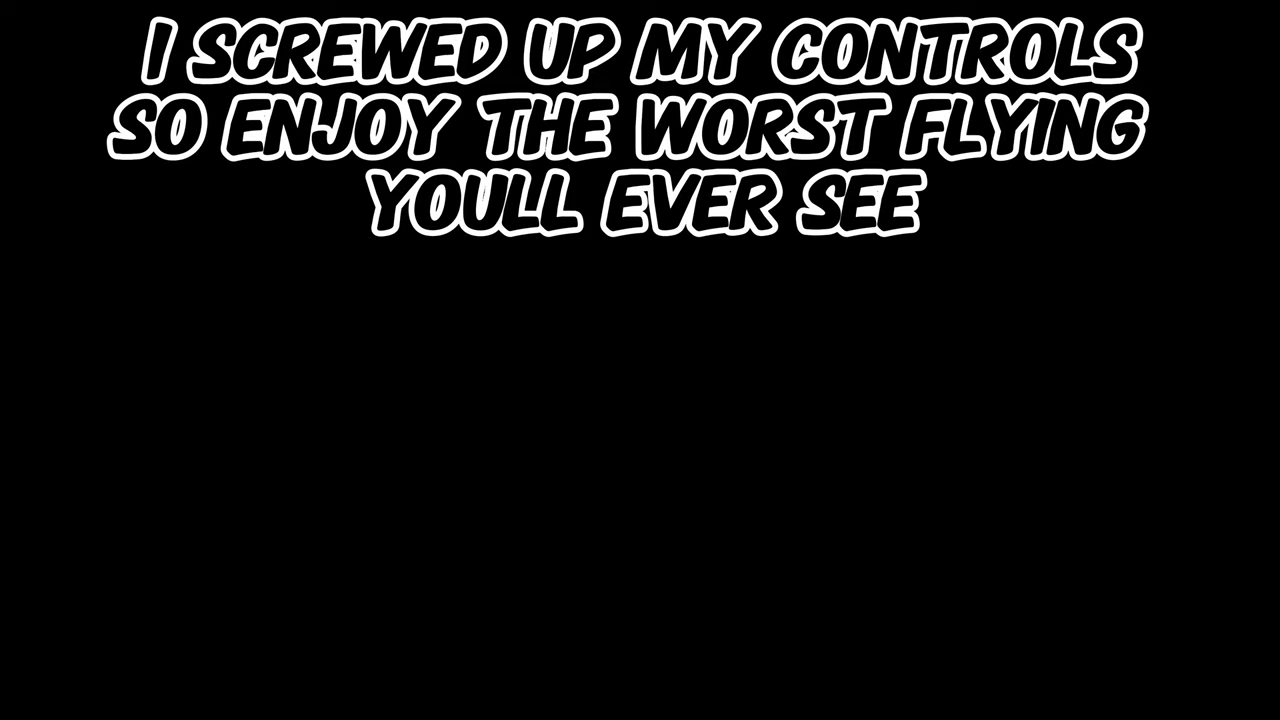 I SCREWED UP MY CONTROLS
SO ENJOY THE WORST FLYING
YOULL EVER SEE